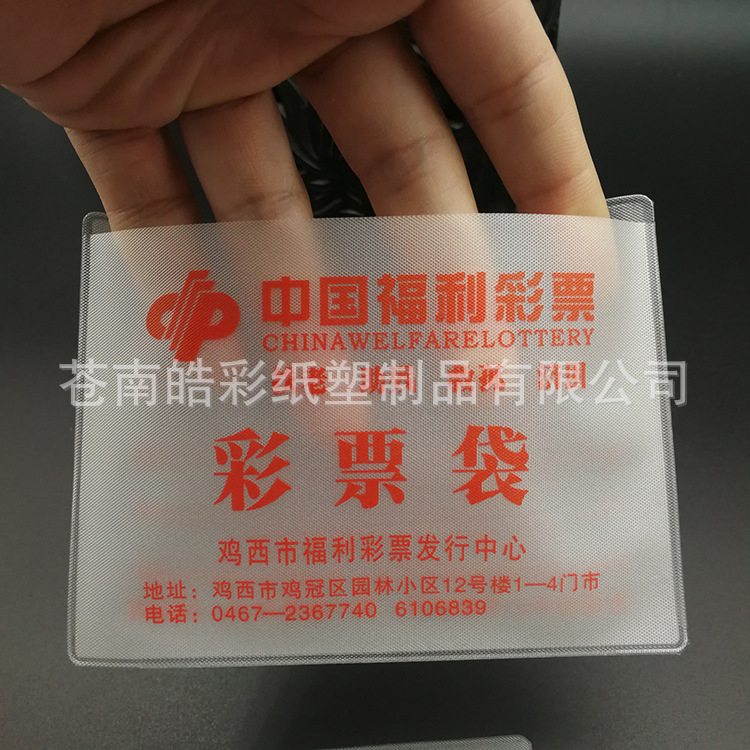 中国福利彩票
CHINAWELFARELOTTERY
苍南皓彩纸塑制品有限公司
彩票袋
鸡西市福利彩票发行中心
地址：鸡西市鸡冠区园林小区12号楼1—4门市
电话：0467—2367740 6106839